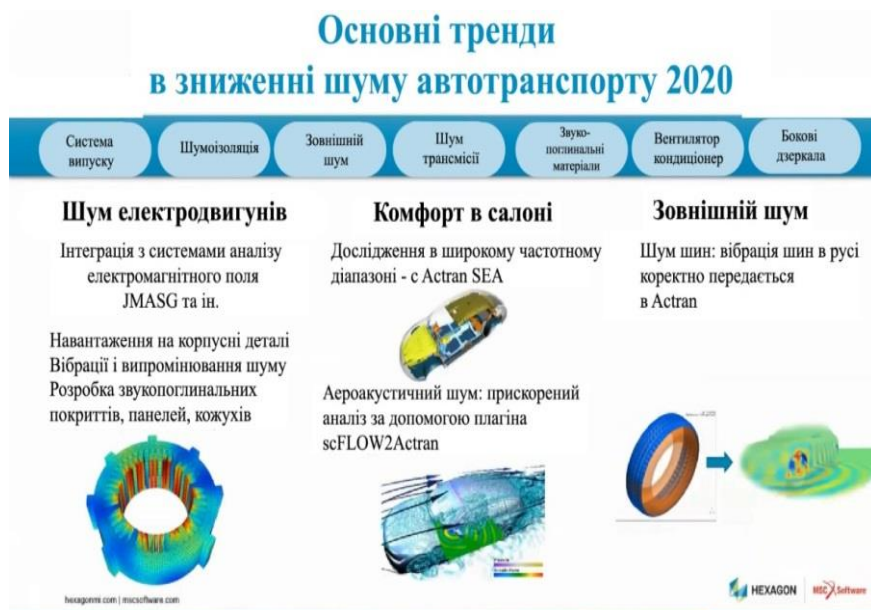 Основні тренди
в зниженні шуму автотранспорту 2020
Система
випуску
Шумоізоляція
Зовнішній
шум
Шум
трансмісії
Звуко-
поглинальні
матеріали
Вентилятор
кондиціонер
Бокові
дзеркала
Шум електродвигунів
Інтеграція з системами аналізу
електромагнітного поля
JMASG та ін.
Навантаження на корпусні деталі
Вібрації і випромінювання шуму
Розробка звукопоглинальних
покриттів, панелей, кожухів
Комфорт в салоні
Дослідження в широкому частотному
діапазоні - с Actran SEA
Аероакустичний шум: прискорений
аналіз за допомогою плагіна
scFLOW2Actran
Зовнішній шум
Шум шин: вібрація шин в русі
коректно передається
в Actran
hexagonmi.com | mscsoftware.com
HEXAGON
MSC Software